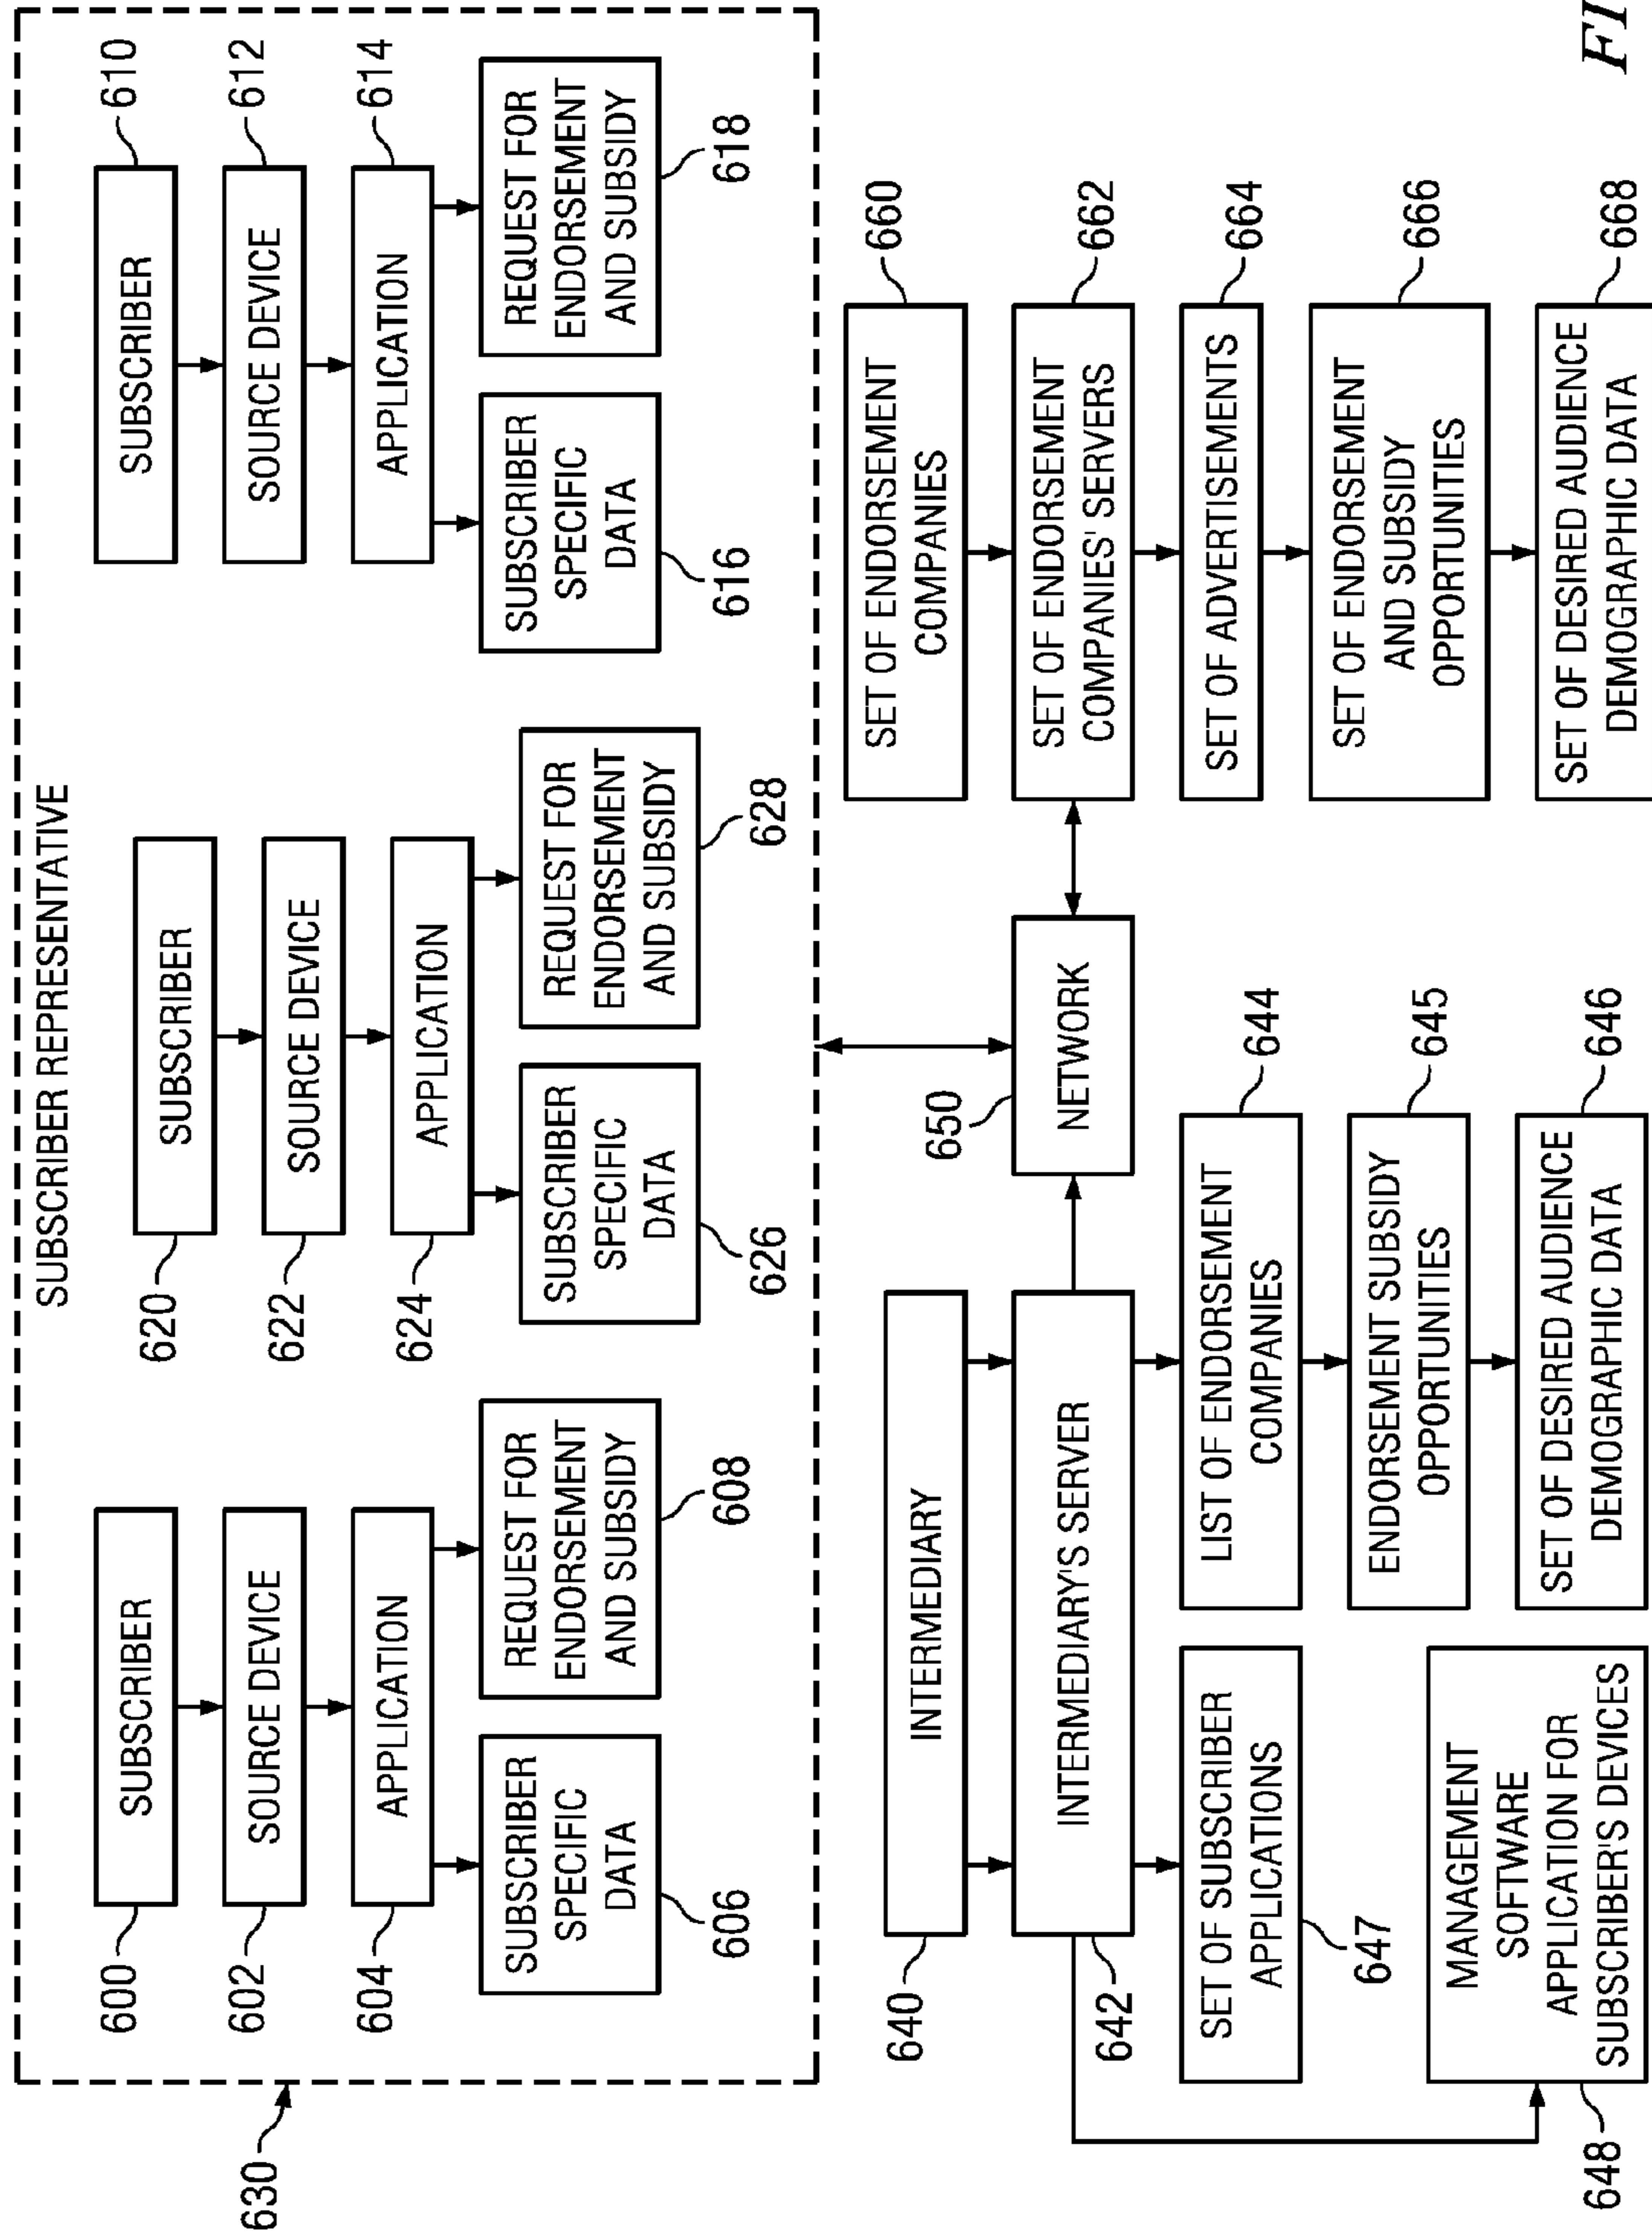 SUBSCRIBER REPRESENTATIVE
630
600
SUBSCRIBER
602
SOURCE DEVICE
604
APPLICATION
SUBSCRIBER
SPECIFIC
DATA
606
REQUEST FOR
ENDORSEMENT
AND SUBSIDY
608
620
SUBSCRIBER
622
SOURCE DEVICE
624
APPLICATION
SUBSCRIBER
SPECIFIC
DATA
626
REQUEST FOR
ENDORSEMENT
AND SUBSIDY
628
SUBSCRIBER
610
SOURCE DEVICE
612
APPLICATION
614
SUBSCRIBER
SPECIFIC
DATA
616
REQUEST FOR
ENDORSEMENT
AND SUBSIDY
618
640
INTERMEDIARY
642
INTERMEDIARY'S SERVER
SET OF SUBSCRIBER
APPLICATIONS
647
MANAGEMENT
SOFTWARE
APPLICATION FOR
SUBSCRIBER'S DEVICES
648
LIST OF ENDORSEMENT
COMPANIES
644
ENDORSEMENT SUBSIDY
OPPORTUNITIES
645
SET OF DESIRED AUDIENCE
DEMOGRAPHIC DATA
646
650
NETWORK
SET OF ENDORSEMENT
COMPANIES
660
SET OF ENDORSEMENT
COMPANIES' SERVERS
662
SET OF ADVERTISEMENTS
664
SET OF ENDORSEMENT
AND SUBSIDY
OPPORTUNITIES
666
SET OF DESIRED AUDIENCE
DEMOGRAPHIC DATA
668
FI